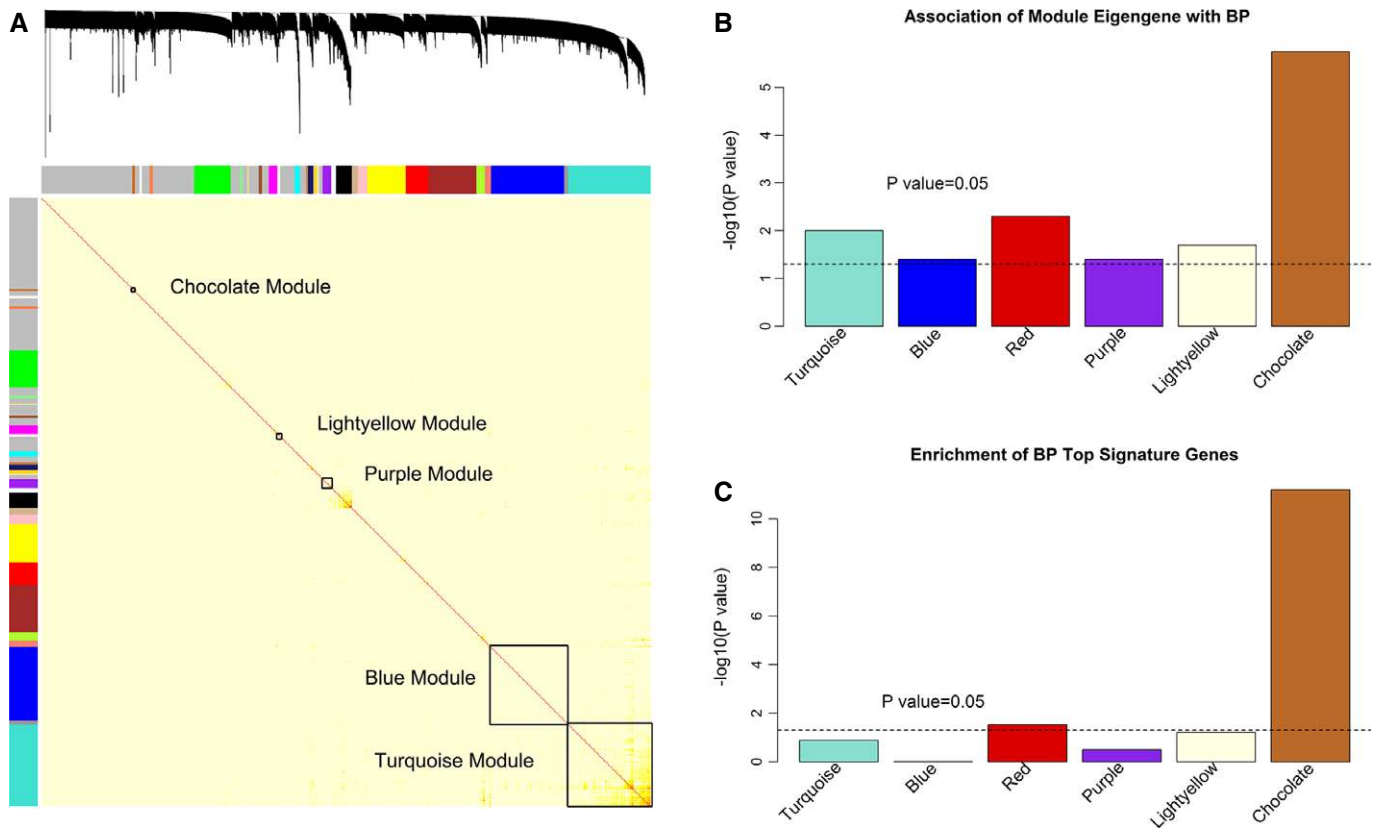 A
Chocolate Module
Lightyellow Module
Purple Module
Blue Module
Turquoise Module
B
Association of Module Eigengene with BP
-log10(P value)
0
1
2
3
4
5
P value=0.05
Turquoise
Blue
Red
Purple
Lightyellow
Chocolate
C
Enrichment of BP Top Signature Genes
-log10(P value)
0
2
4
6
8
10
P value=0.05
Turquoise
Blue
Red
Purple
Lightyellow
Chocolate